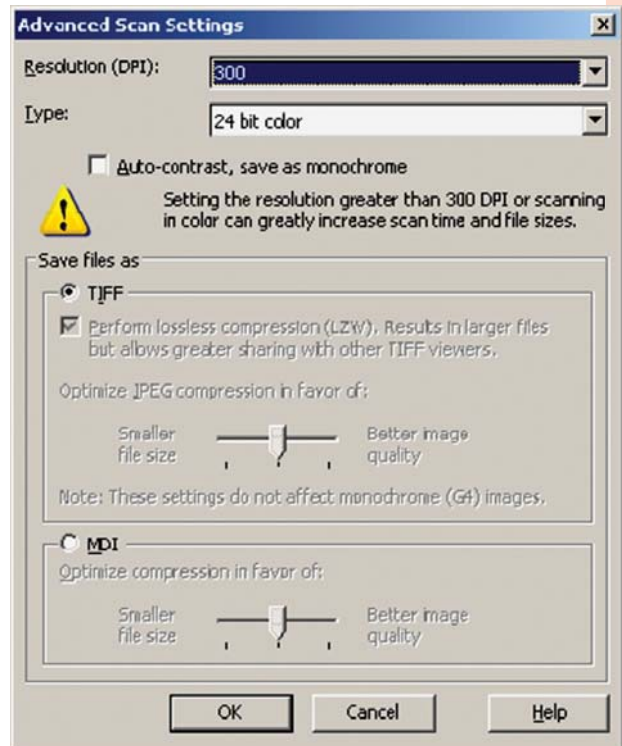 Advanced Scan Settings
Resolution (DPI):
300
Type:
24 bit color
Auto-contrast, save as monochrome
Setting the resolution greater than 300 DPI or scanning
in color can greatly increase scan time and file sizes.
Save files as
TIFF
Perform lossless compression (LZW). Results in larger files
but allows greater sharing with other TIFF viewers.
Optimize JPEG compression in favor of:
Smaller
file size
Better image
quality
Note: These settings do not affect monochrome (G4) images.
MDI
Optimize compression in favor of:
Smaller
file size
Better image
quality
OK
Cancel
Help